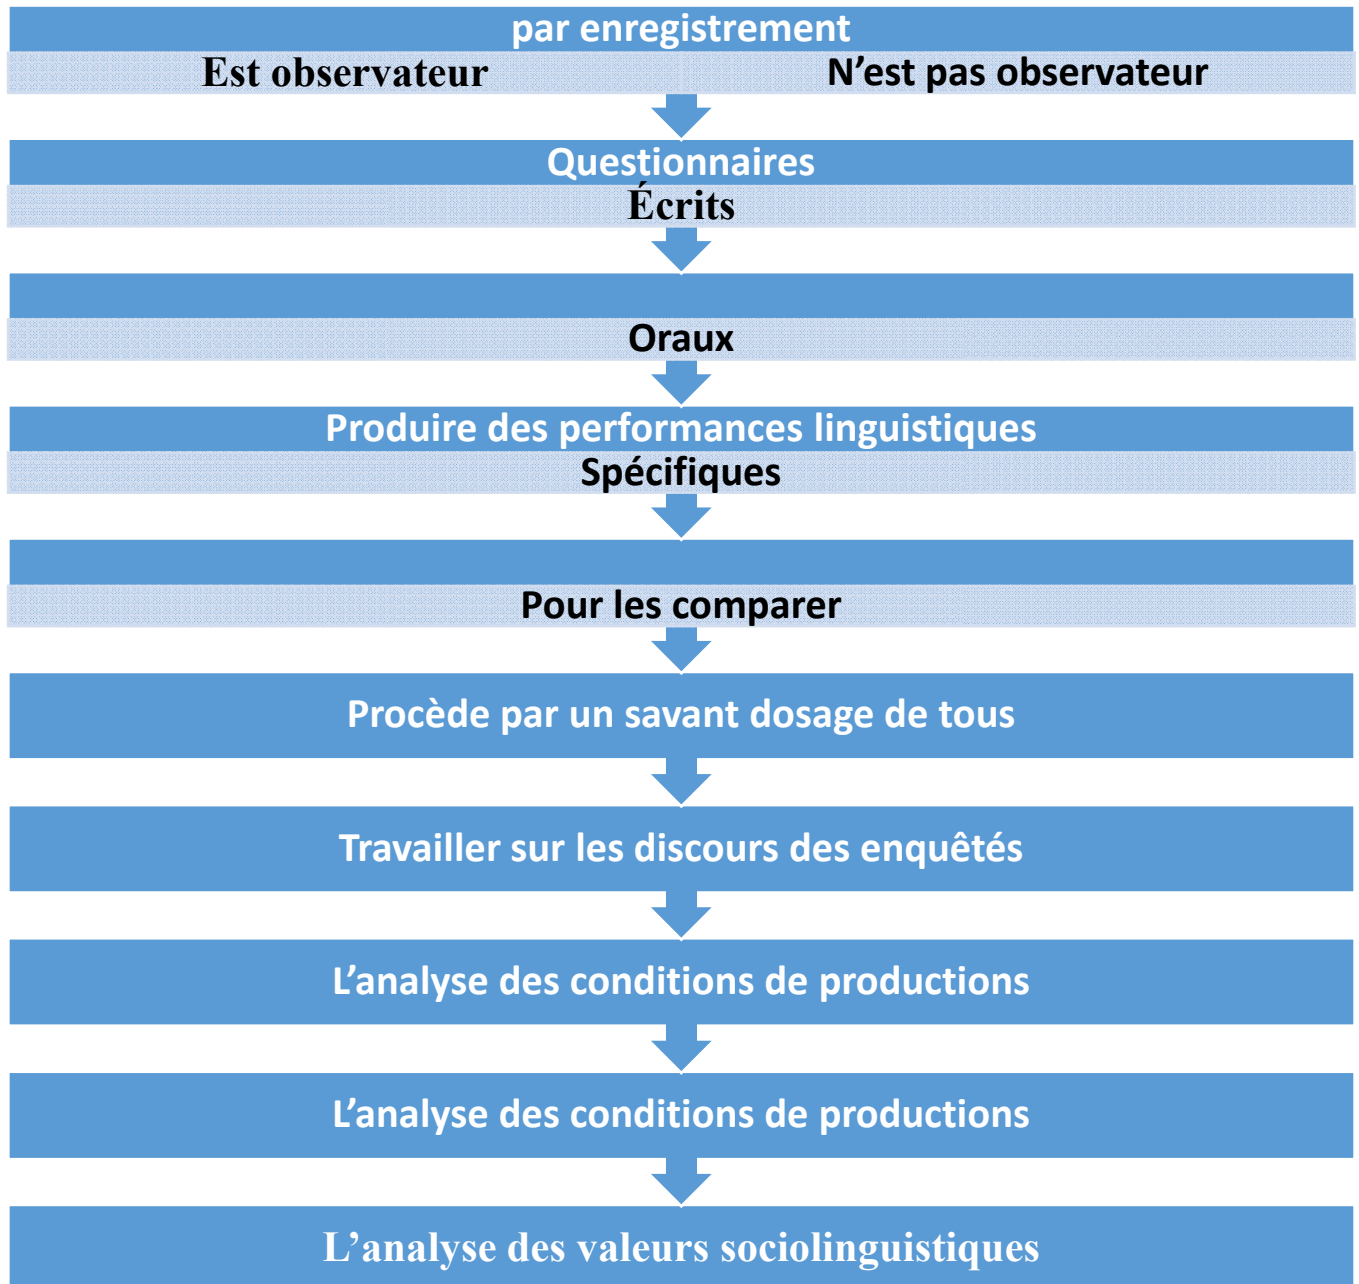 par enregistrement
Est observateur N’est pas observateur
Questionnaires
Écrits
Oraux
Produire des performances linguistiques
Spécifiques
Pour les comparer
Procède par un savant dosage de tous
Travailler sur les discours des enquêtés
L’analyse des conditions de productions
L’analyse des conditions de productions
L’analyse des valeurs sociolinguistiques